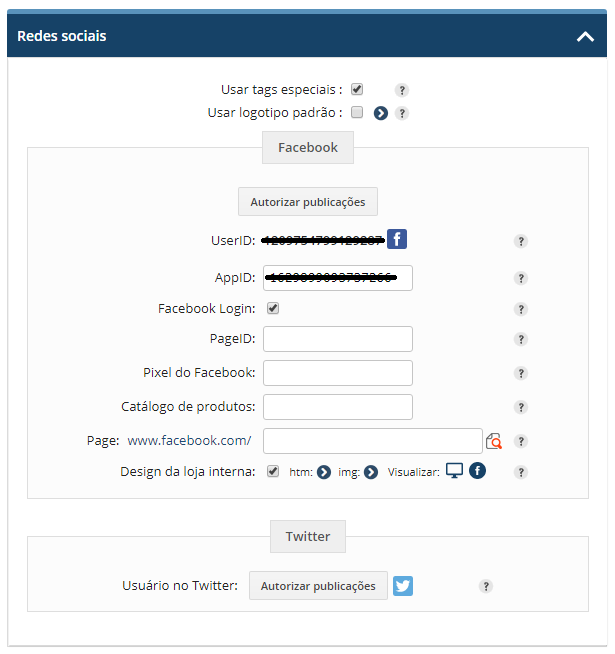 Redes sociais
Usar tags especiais : ?
Usar logotipo padrão : ?
Facebook
Autorizar publicações
UserID: f ?
AppID: ?
Facebook Login: ?
PageID: ?
Pixel do Facebook: ?
Catálogo de produtos: ?
Page: www.facebook.com/ ?
Design da loja interna: htm: img: Visualizar: f ?
Twitter
Usuário no Twitter: Autorizar publicações ?